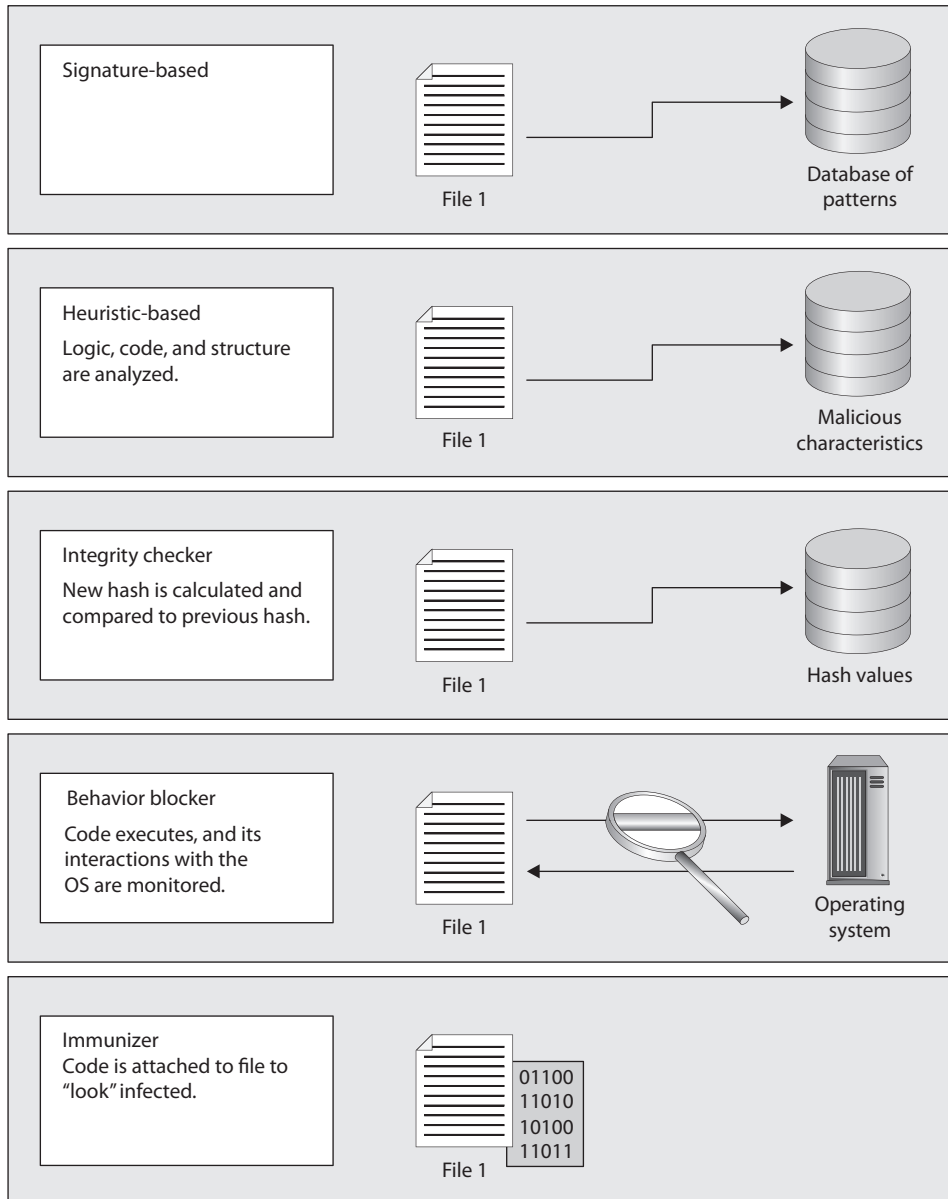 Signature-based
File 1
Database of
patterns
Heuristic-based
Logic, code, and structure
are analyzed.
File 1
Malicious
characteristics
Integrity checker
New hash is calculated and
compared to previous hash.
File 1
Hash values
Behavior blocker
Code executes, and its
interactions with the
OS are monitored.
File 1
Operating
system
Immunizer
Code is attached to file to
“look” infected.
01100
11010
10100
11011
File 1